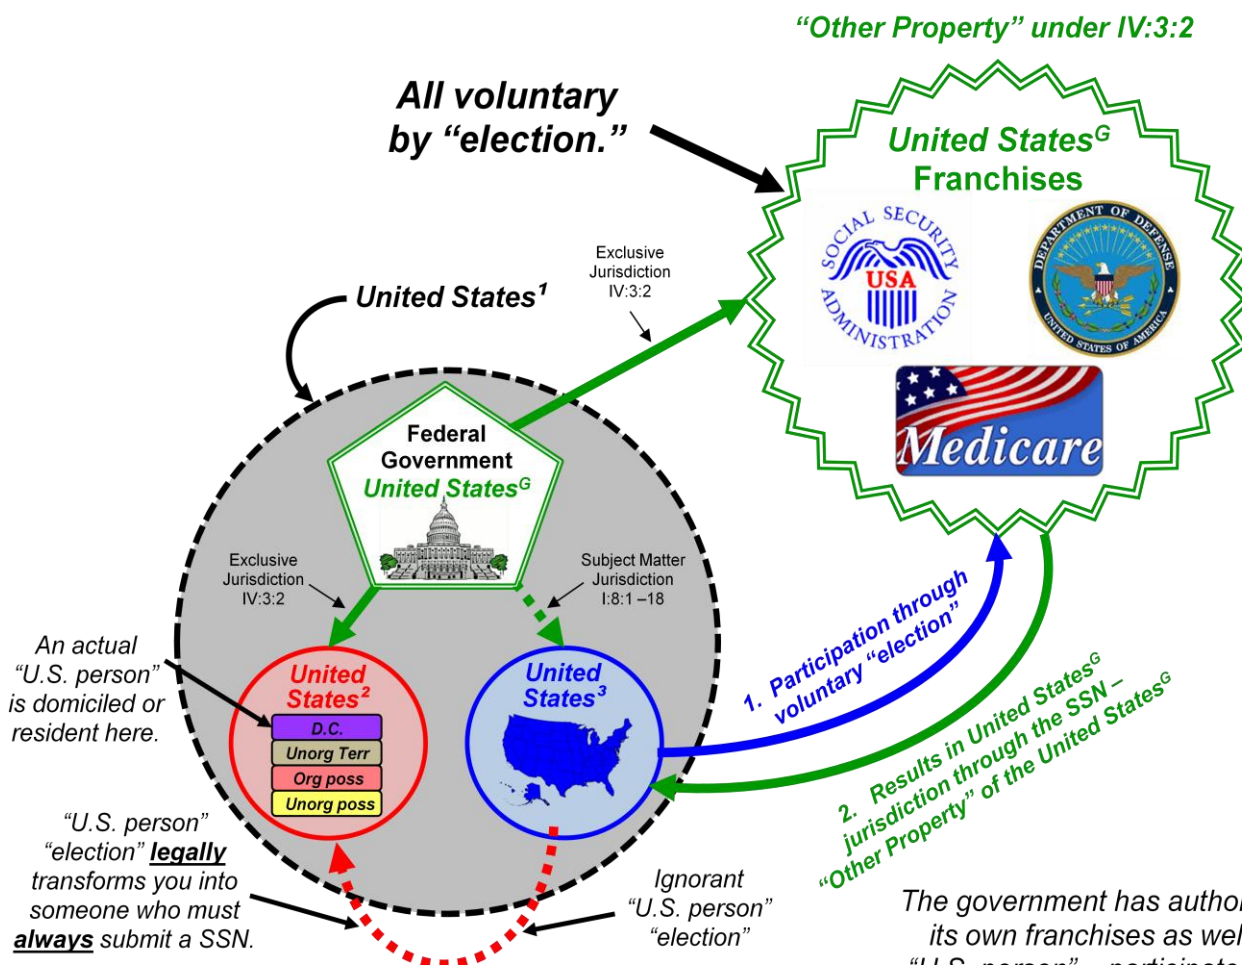 “Other Property” under IV:3:2
All voluntary
by “election.”
United Statesᴳ
Franchises
SOCIAL SECURITY
ADMINISTRATION
USA
DEPARTMENT OF DEFENSE
UNITED STATES OF AMERICA
Medicare
Exclusive
Jurisdiction
IV:3:2
United States¹
Federal
Government
United Statesᴳ
Exclusive
Jurisdiction
IV:3:2
Subject Matter
Jurisdiction
I:8:1 –18
An actual
“U.S. person”
is domiciled or
resident here.
United
States²
D.C.
Unorg Terr
Org poss
Unorg poss
United
States³
1. Participation through
voluntary “election”
2. Results in United Statesᴳ
jurisdiction through the SSN –
“Other Property” of the United Statesᴳ
“U.S. person”
“election” legally
transforms you into
someone who must
always submit a SSN.
Ignorant
“U.S. person”
“election”
The government has author
its own franchises as wel
“U.S. person” – participate